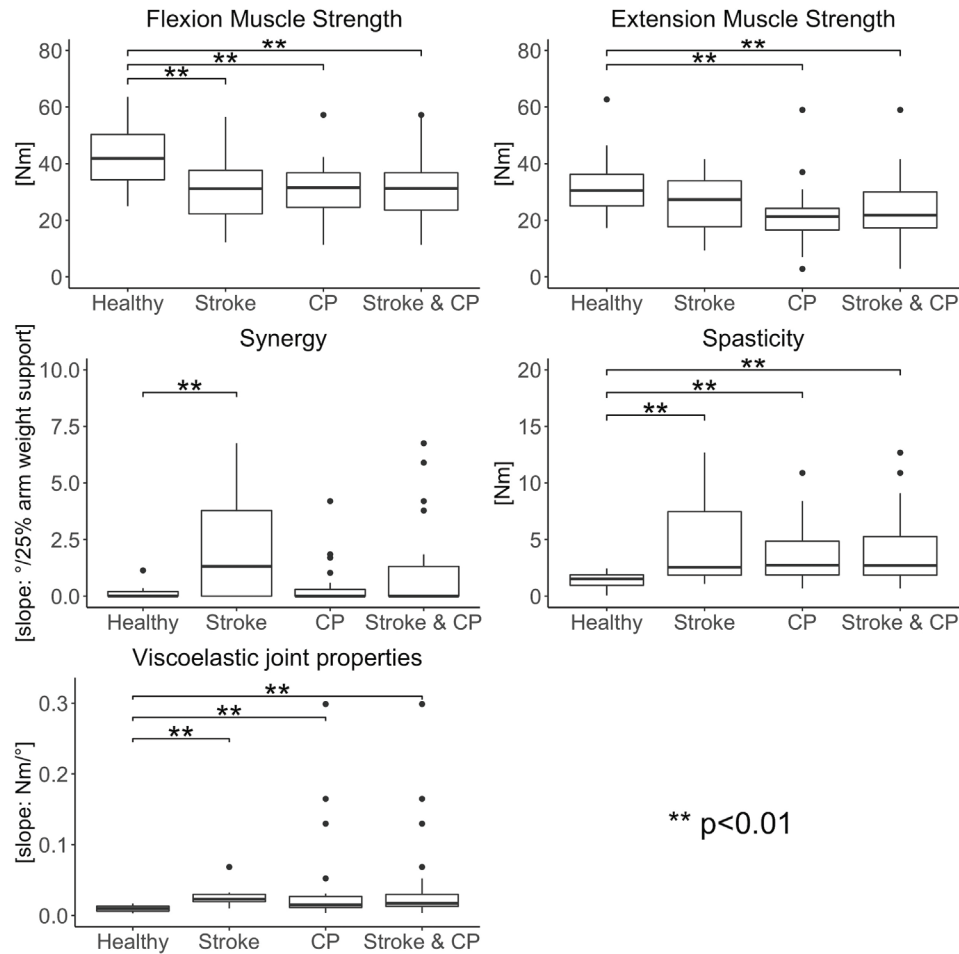 Flexion Muscle Strength
[Nm]
80
60
40
20
0
**
**
**
Healthy Stroke CP Stroke & CP
Extension Muscle Strength
[Nm]
80
60
40
20
0
**
**
Healthy Stroke CP Stroke & CP
Synergy
[slope: °/25% arm weight support]
10.0
7.5
5.0
2.5
0.0
**
Healthy Stroke CP Stroke & CP
Spasticity
[Nm]
20
15
10
5
0
**
**
**
Healthy Stroke CP Stroke & CP
Viscoelastic joint properties
[slope: Nm/°]
0.3
0.2
0.1
0.0
**
**
**
Healthy Stroke CP Stroke & CP
** p<0.01